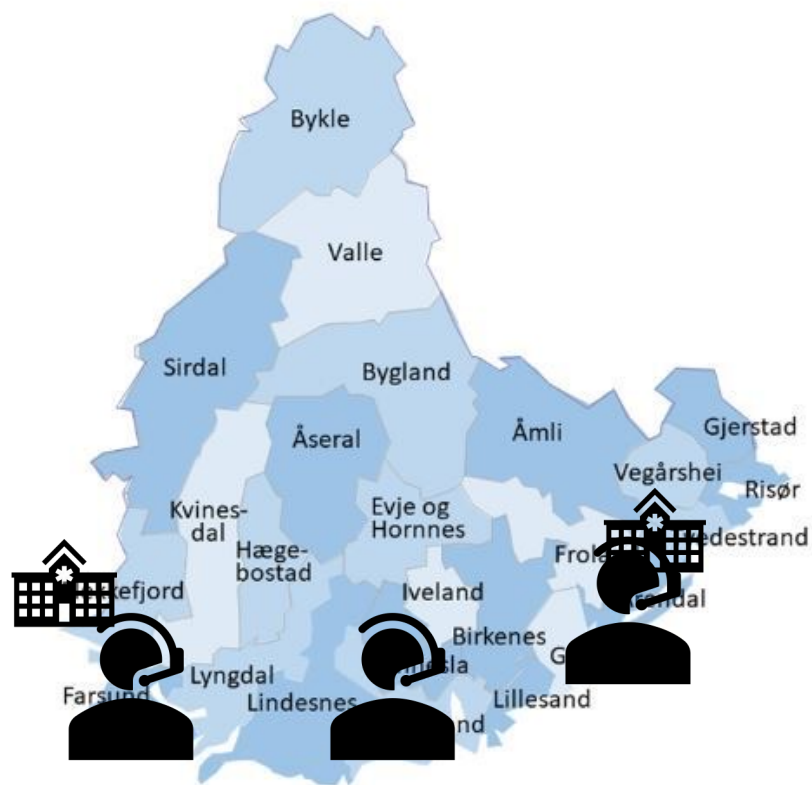 Bykle
Valle
Sirdal
Bygland
Åseral
Åmli
Gjerstad
Vegårshei
Risør
Kvines-
dal
Evje og
Hornnes
Hæge-
bostad
Iveland
Birkenes
Lyngdal
Lindesnes
Lillesand
Farsund